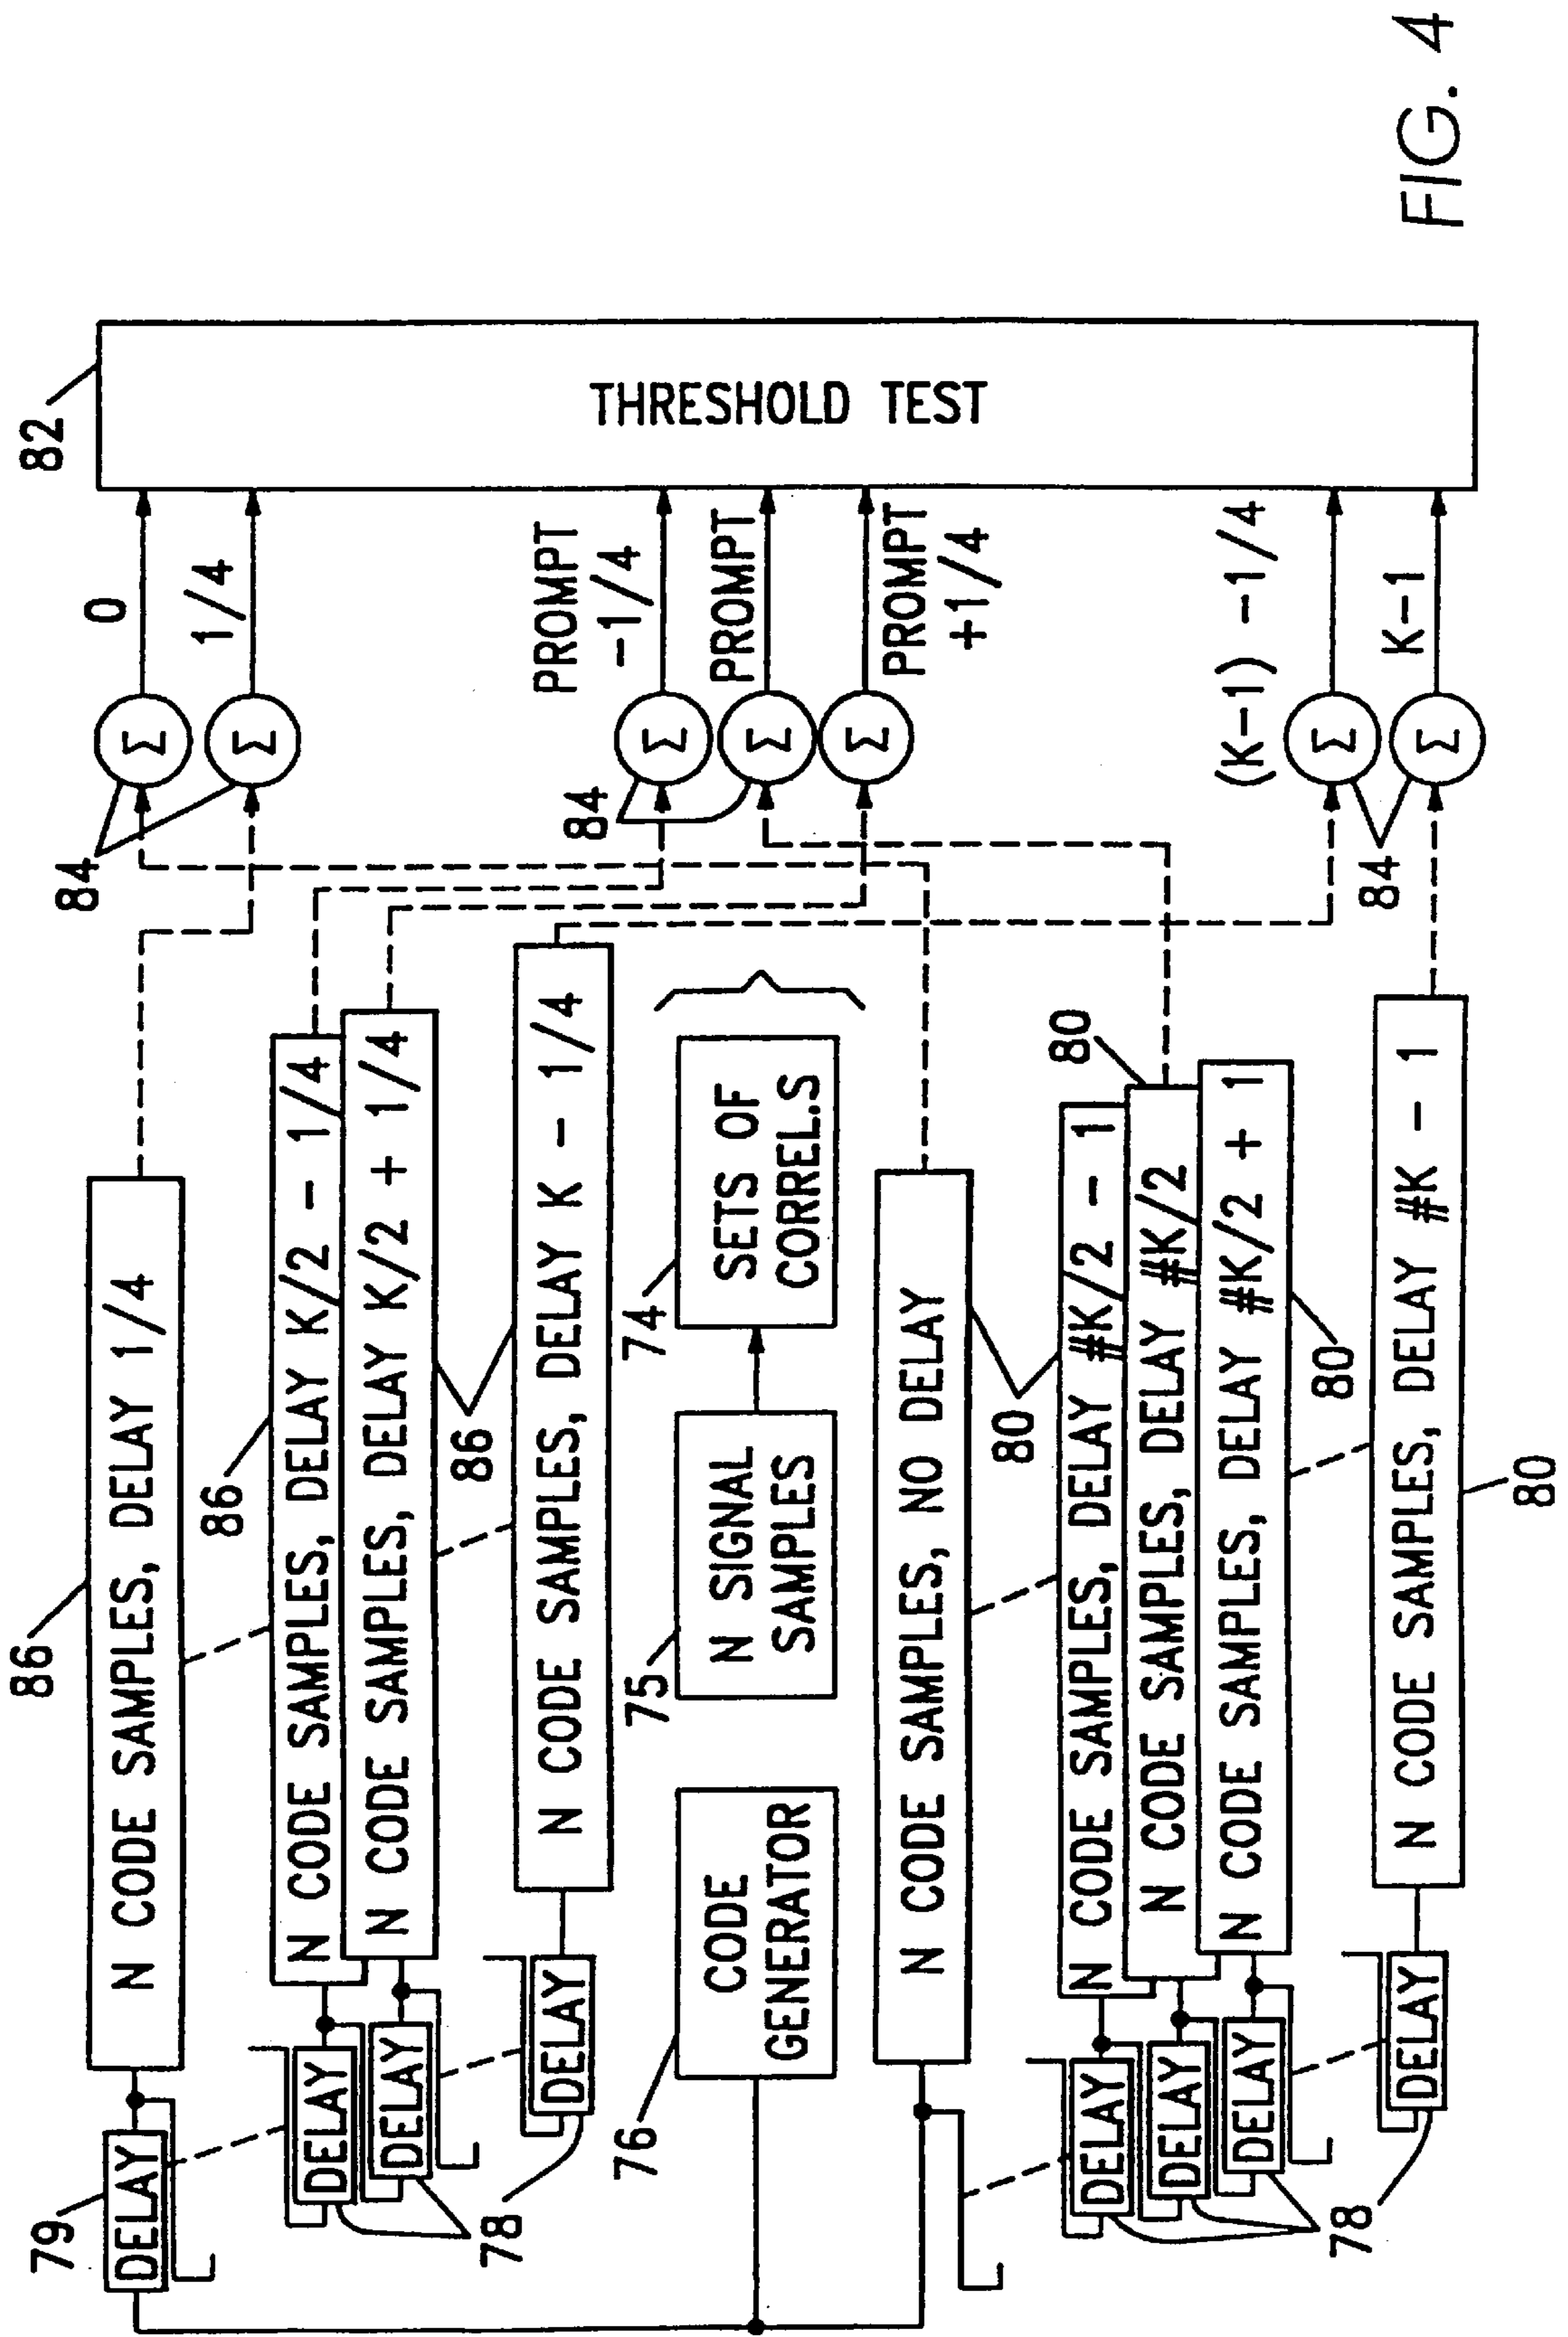 82
THRESHOLD TEST
0
1/4
PROMPT
-1/4
PROMPT
PROMPT
+1/4
(K-1) -1/4
K-1
Σ
Σ
Σ
Σ
Σ
Σ
Σ
84
84
84
86
N CODE SAMPLES, DELAY 1/4
86
N CODE SAMPLES, DELAY K/2 - 1/4
N CODE SAMPLES, DELAY K/2 + 1/4
86
N CODE SAMPLES, DELAY K - 1/4
74
SETS OF
CORREL.S
75
N SIGNAL
SAMPLES
76
CODE
GENERATOR
N CODE SAMPLES, NO DELAY
80
80
N CODE SAMPLES, DELAY #K/2 - 1
N CODE SAMPLES, DELAY #K/2
N CODE SAMPLES, DELAY #K/2 + 1
80
N CODE SAMPLES, DELAY #K - 1
80
79
DELAY
DELAY
DELAY
78
DELAY
DELAY
DELAY
DELAY
78
DELAY
FIG. 4